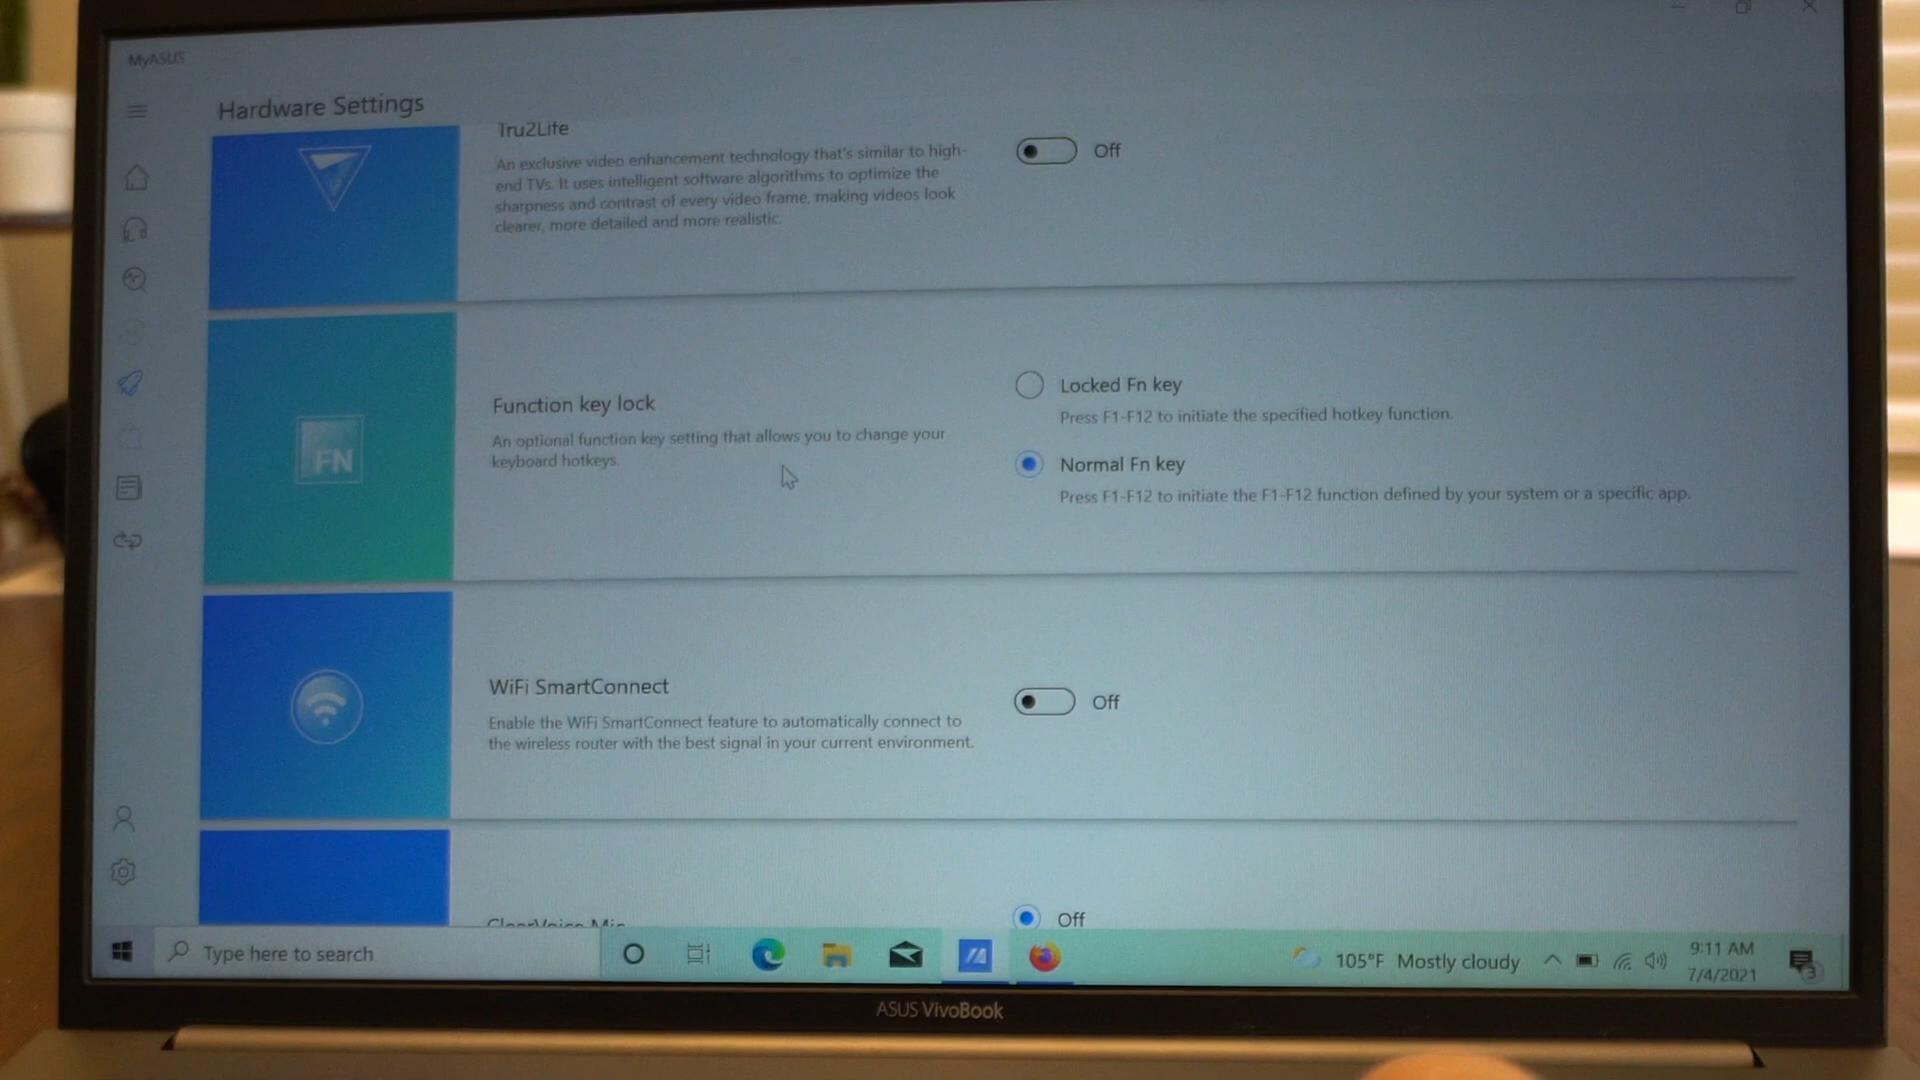 MyASUS
Hardware Settings
Tru2Life
An exclusive video enhancement technology that's similar to high-
end TVs. It uses intelligent software algorithms to optimize the
sharpness and contrast of every video frame, making videos look
clearer, more detailed and more realistic.
Off
Function key lock
An optional function key setting that allows you to change your
keyboard hotkeys.
FN
Locked Fn key
Press F1-F12 to initiate the specified hotkey function.
Normal Fn key
Press F1-F12 to initiate the F1-F12 function defined by your system or a specific app.
WiFi SmartConnect
Enable the WiFi SmartConnect feature to automatically connect to
the wireless router with the best signal in your current environment.
Off
ClearVoice Mic
Off
Type here to search
105°F Mostly cloudy
9:11 AM
7/4/2021
3
ASUS VivoBook